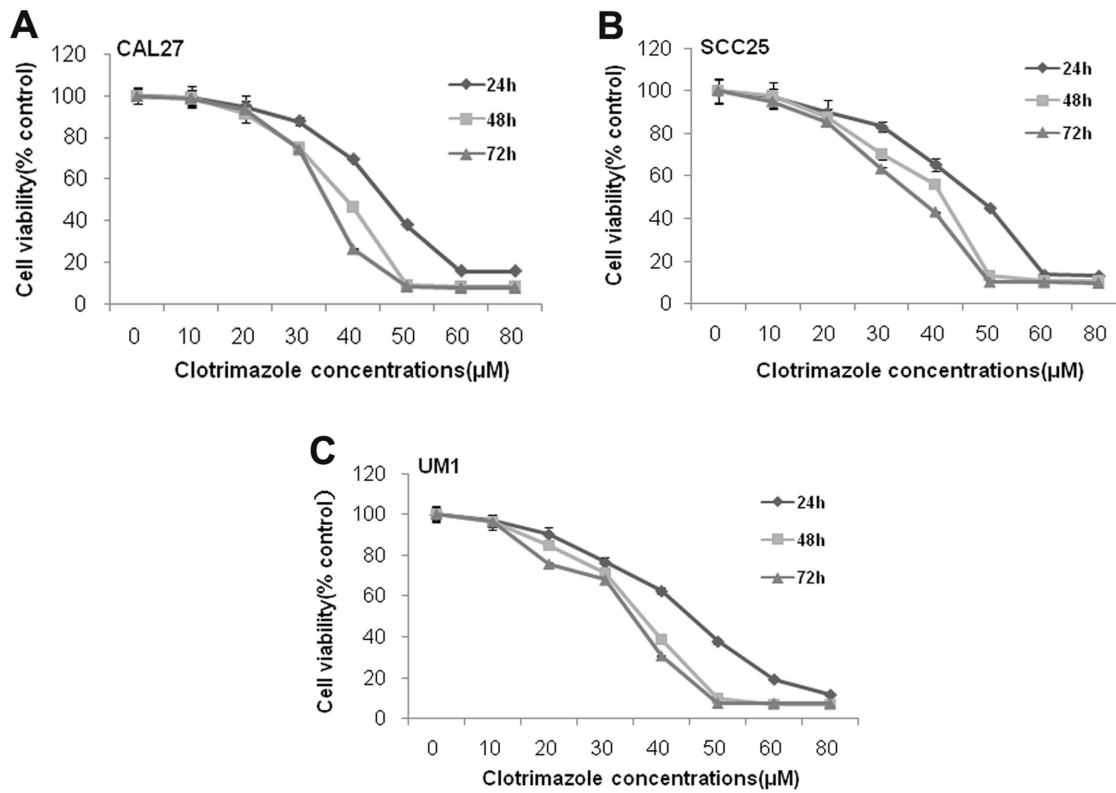 A
CAL27
120
100
80
60
40
20
0
Cell viability(% control)
0 10 20 30 40 50 60 80
Clotrimazole concentrations(µM)
24h
48h
72h
B
SCC25
120
100
80
60
40
20
0
Cell viability(% control)
0 10 20 30 40 50 60 80
Clotrimazole concentrations(µM)
24h
48h
72h
C
UM1
120
100
80
60
40
20
0
Cell viability(% control)
0 10 20 30 40 50 60 80
Clotrimazole concentrations(µM)
24h
48h
72h